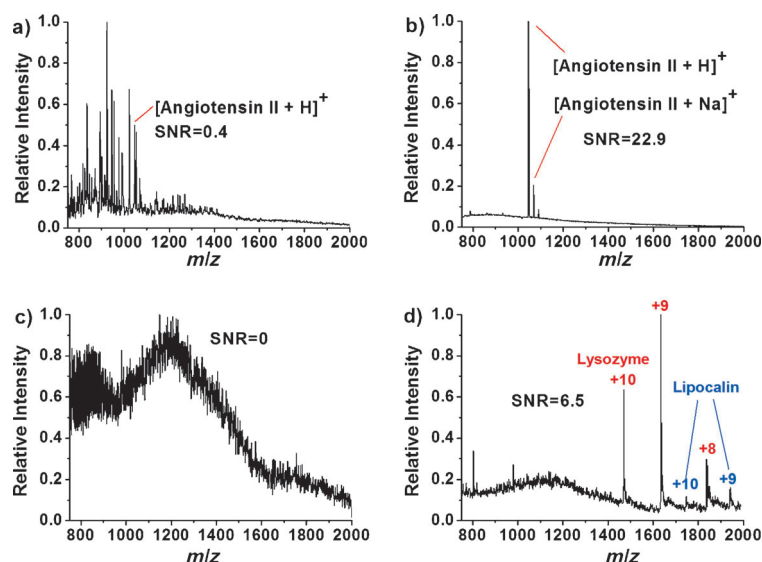 a)
1.0
0.8
0.6
0.4
0.2
0.0
Relative Intensity
[Angiotensin II + H]+
SNR=0.4
800 1000 1200 1400 1600 1800 2000
m/z
b)
1.0
0.8
0.6
0.4
0.2
0.0
Relative Intensity
[Angiotensin II + H]+
[Angiotensin II + Na]+
SNR=22.9
800 1000 1200 1400 1600 1800 2000
m/z
c)
1.0
0.8
0.6
0.4
0.2
0.0
Relative Intensity
SNR=0
800 1000 1200 1400 1600 1800 2000
m/z
d)
1.0
0.8
0.6
0.4
0.2
0.0
Relative Intensity
+9
Lysozyme
+10
Lipocalin
SNR=6.5
+8
+10
+9
800 1000 1200 1400 1600 1800 2000
m/z